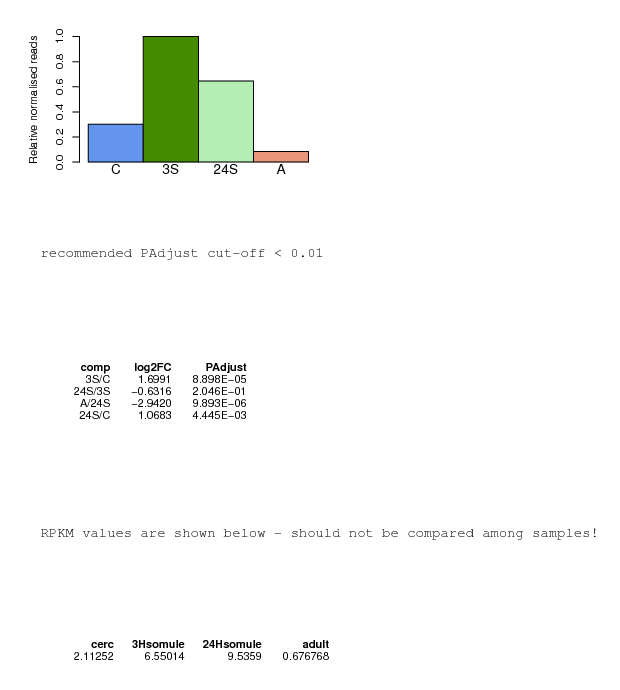 Relative normalised reads
1.0
0.8
0.6
0.4
0.2
0.0
C 3S 24S A
recommended PAdjust cut-off < 0.01
comp log2FC PAdjust
3S/C 1.6991 8.898E-05
24S/3S -0.6316 2.046E-01
A/24S -2.9420 9.893E-06
24S/C 1.0683 4.445E-03
RPKM values are shown below - should not be compared among samples!
cerc 3Hsomule 24Hsomule adult
2.11252 6.55014 9.5359 0.676768